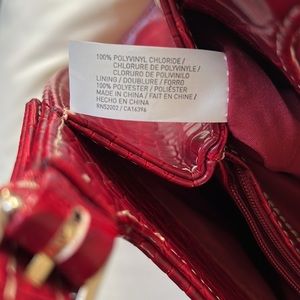 100% POLYVINYL CHLORIDE /
CHLORURE DE POLYVINYLE /
CLORURO DE POLIVINILO
LINING / DOUBLURE / FORRO
100% POLYESTER / POLIÉSTER
MADE IN CHINA / FAIT EN CHINE /
HECHO EN CHINA
RN52002 / CA16396